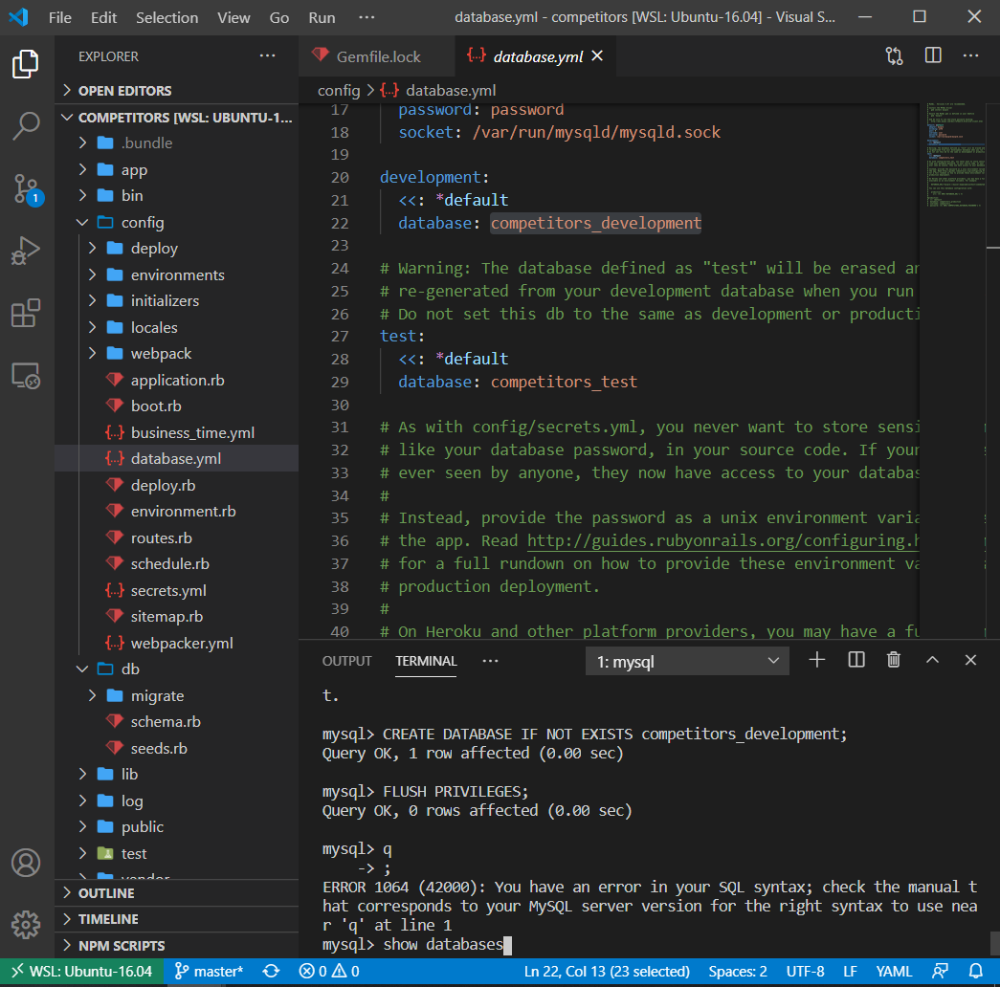 File Edit Selection View Go Run ··· database.yml - competitors [WSL: Ubuntu-16.04] - Visual S...
EXPLORER ···
OPEN EDITORS
COMPETITORS [WSL: UBUNTU-1...
.bundle
app
bin
config
deploy
environments
initializers
locales
webpack
application.rb
boot.rb
business_time.yml
database.yml
deploy.rb
environment.rb
routes.rb
schedule.rb
secrets.yml
sitemap.rb
webpacker.yml
db
migrate
schema.rb
seeds.rb
lib
log
public
test
vendor
OUTLINE
TIMELINE
NPM SCRIPTS
1
Gemfile.lock {..} database.yml
config > {..} database.yml
17 password: password
18 socket: /var/run/mysqld/mysqld.sock
19
20 development:
21 <<: *default
22 database: competitors_development
23
24 # Warning: The database defined as "test" will be erased an
25 # re-generated from your development database when you run
26 # Do not set this db to the same as development or producti
27 test:
28 <<: *default
29 database: competitors_test
30
31 # As with config/secrets.yml, you never want to store sensi
32 # like your database password, in your source code. If your
33 # ever seen by anyone, they now have access to your databas
34 #
35 # Instead, provide the password as a unix environment varia
36 # the app. Read http://guides.rubyonrails.org/configuring.h
37 # for a full rundown on how to provide these environment va
38 # production deployment.
39 #
40 # On Heroku and other platform providers, you may have a fu
OUTPUT TERMINAL ··· 1: mysql
t.
mysql> CREATE DATABASE IF NOT EXISTS competitors_development;
Query OK, 1 row affected (0.00 sec)
mysql> FLUSH PRIVILEGES;
Query OK, 0 rows affected (0.00 sec)
mysql> q
-> ;
ERROR 1064 (42000): You have an error in your SQL syntax; check the manual t
hat corresponds to your MySQL server version for the right syntax to use nea
r 'q' at line 1
mysql> show databases
WSL: Ubuntu-16.04 master* 0 0 Ln 22, Col 13 (23 selected) Spaces: 2 UTF-8 LF YAML